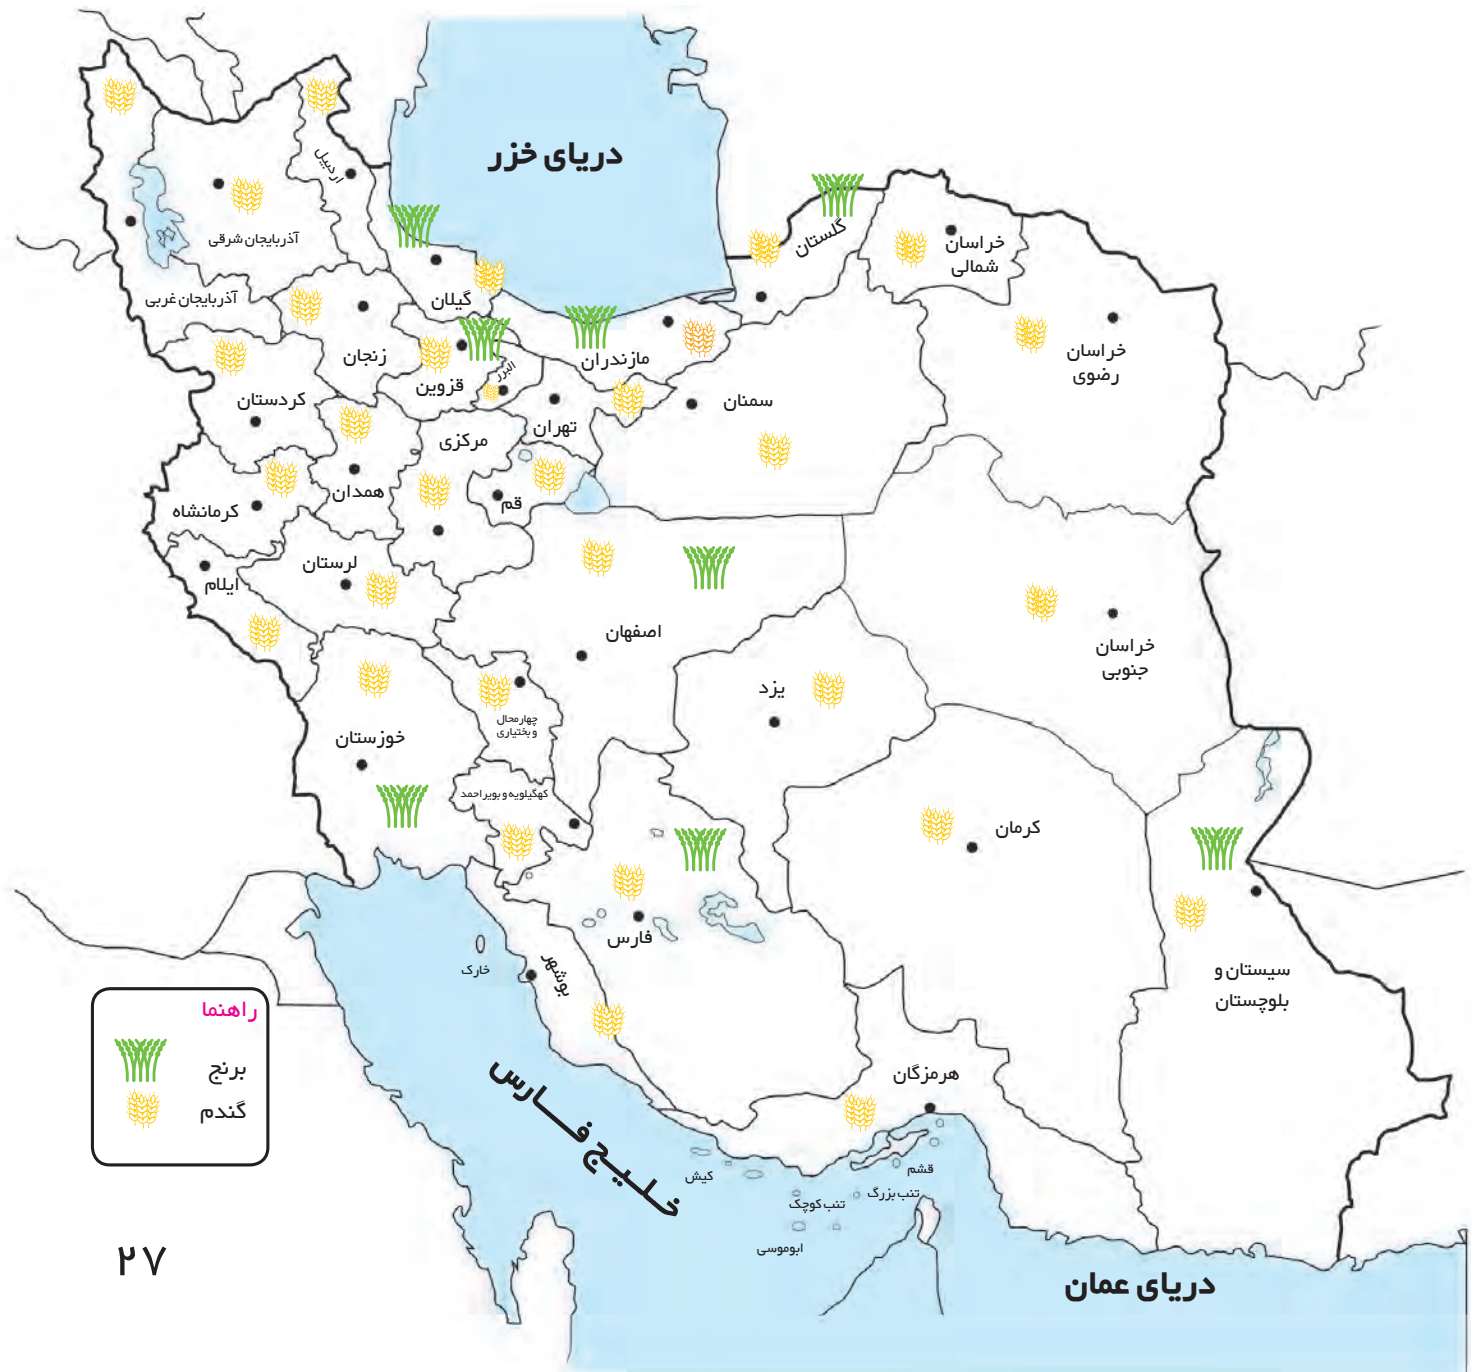 دریای خزر
اردبیل
آذربایجان شرقی
آذربایجان غربی
گیلان
گلستان
خراسان
شمالی
خراسان
رضوی
زنجان
قزوین
البرز
مازندران
کردستان
تهران
سمنان
مرکزی
همدان
قم
کرمانشاه
لرستان
ایلام
اصفهان
خراسان
جنوبی
یزد
چهارمحال
و بختیاری
خوزستان
کهگیلویه و بویراحمد
کرمان
فارس
سیستان و
بلوچستان
خارک
بوشهر
هرمزگان
خلیج فارس
کیش
قشم
تنب بزرگ
تنب کوچک
ابوموسی
دریای عمان
راهنما
برنج
گندم
۲۷